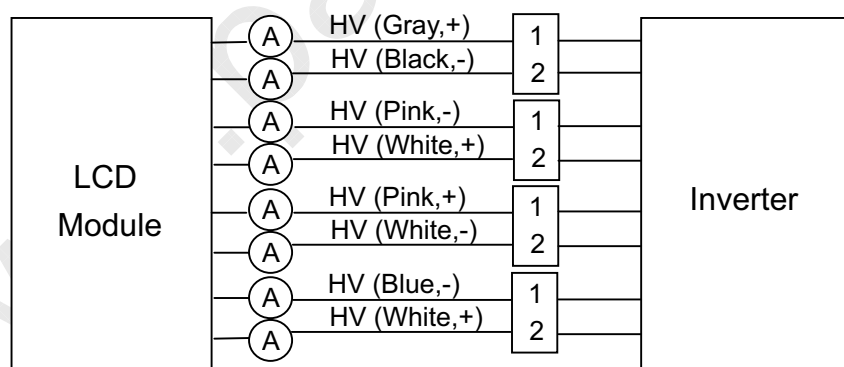 A HV (Gray,+) 1
A HV (Black,-) 2
A HV (Pink,-) 1
A HV (White,+) 2
LCD
Module
Inverter
A HV (Pink,+) 1
A HV (White,-) 2
A HV (Blue,-) 1
A HV (White,+) 2